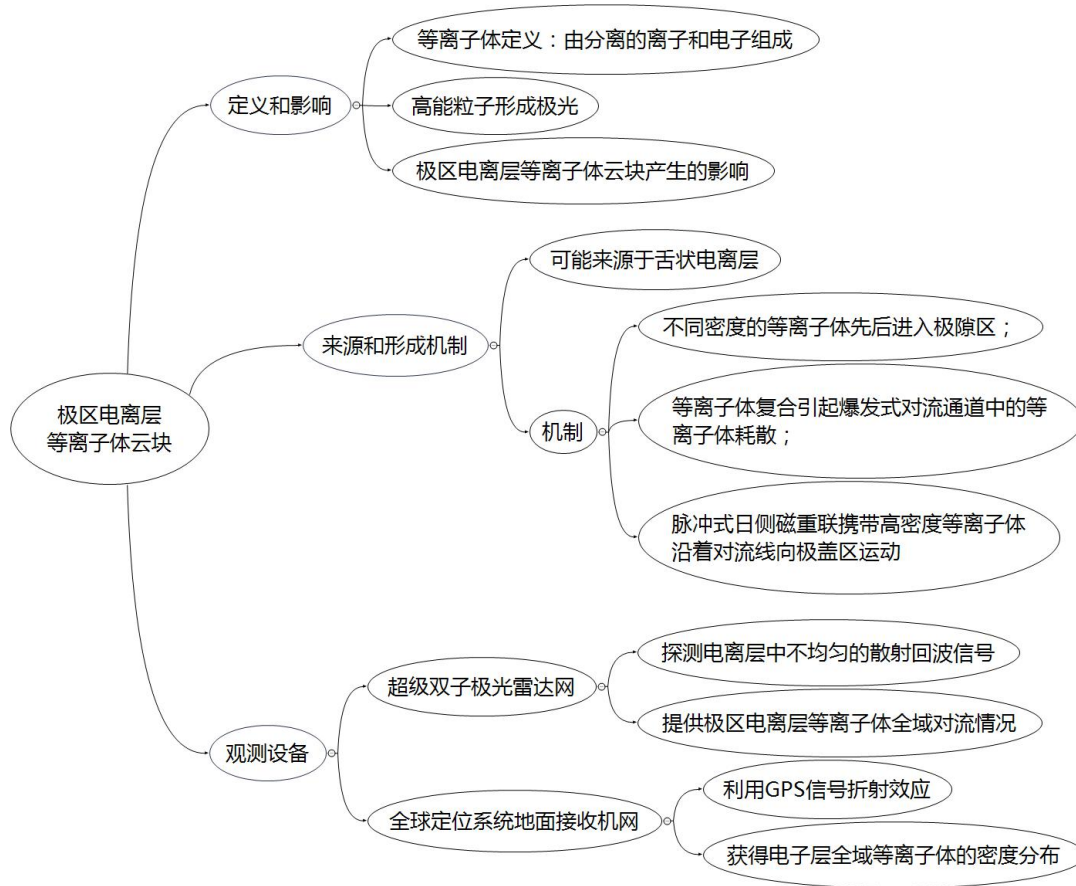 等离子体定义：由分离的离子和电子组成
定义和影响
高能粒子形成极光
极区电离层等离子体云块产生的影响
可能来源于舌状电离层
不同密度的等离子体先后进入极隙区；
来源和形成机制
等离子体复合引起爆发式对流通道中的等
离子体耗散；
机制
极区电离层
等离子体云块
脉冲式日侧磁重联携带高密度等离子体
沿着对流线向极盖区运动
探测电离层中不均匀的散射回波信号
超级双子极光雷达网
提供极区电离层等离子体全域对流情况
观测设备
利用GPS信号折射效应
全球定位系统地面接收机网
获得电子层全域等离子体的密度分布